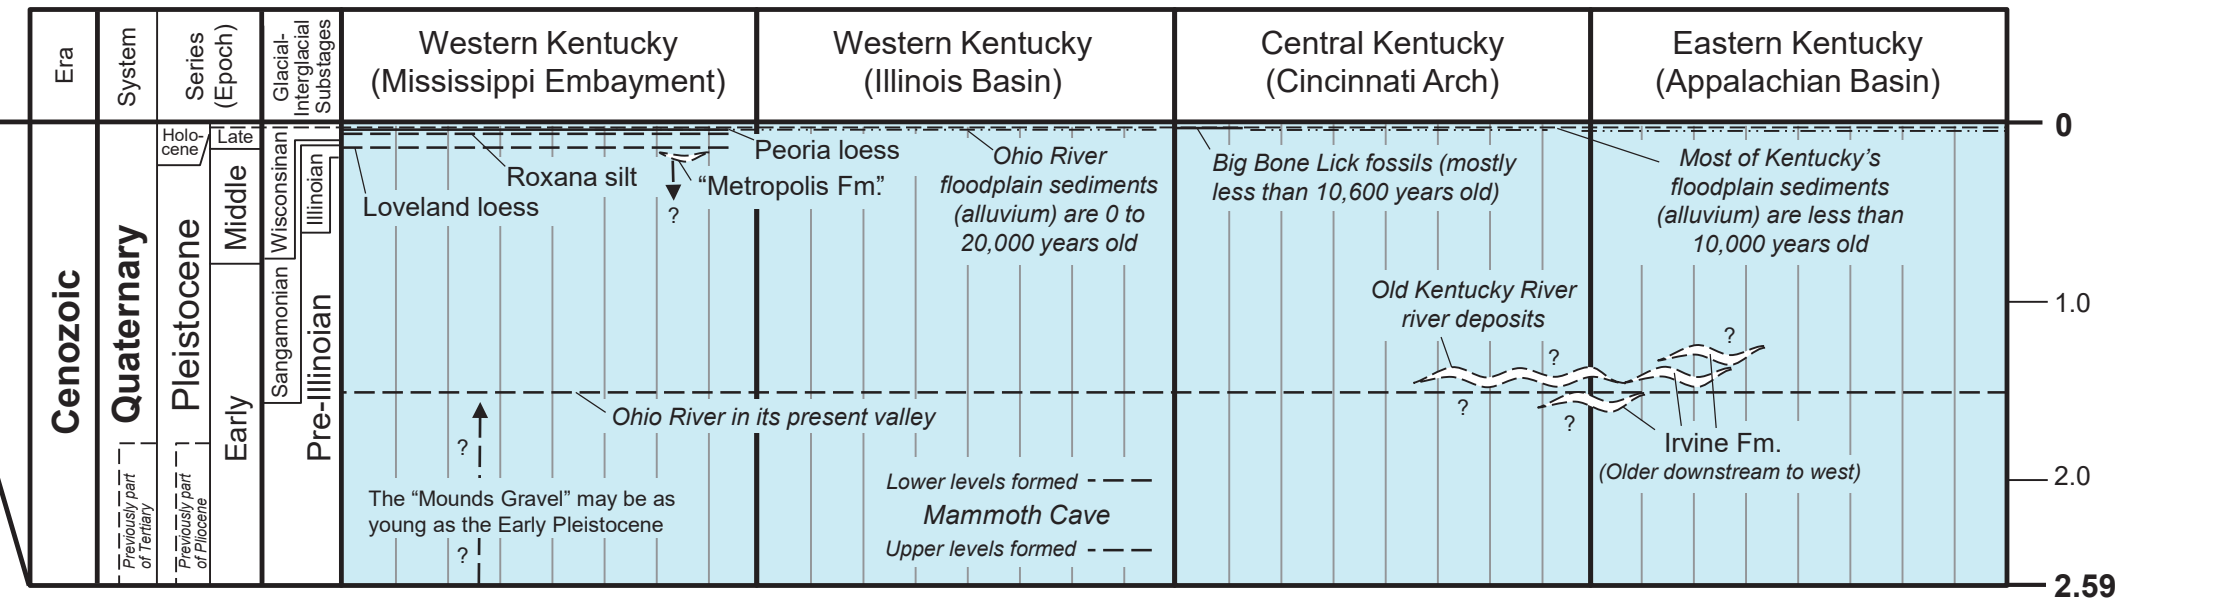 Era
System
Series
(Epoch)
Glacial-
Interglacial
Substages
Western Kentucky
(Mississippi Embayment)
Western Kentucky
(Illinois Basin)
Central Kentucky
(Cincinnati Arch)
Eastern Kentucky
(Appalachian Basin)
Cenozoic
Quaternary
Previously part
of Tertiary
Holo-
cene
Pleistocene
Previously part
of Pliocene
Late
Middle
Early
Wisconsinan
Sangamonian
Illinoian
Pre-Illinoian
Peoria loess
Roxana silt
Loveland loess
“Metropolis Fm.”
?
Ohio River
floodplain sediments
(alluvium) are 0 to
20,000 years old
Big Bone Lick fossils (mostly
less than 10,600 years old)
Most of Kentucky’s
floodplain sediments
(alluvium) are less than
10,000 years old
Old Kentucky River
river deposits
?
?
?
?
Ohio River in its present valley
Irvine Fm.
(Older downstream to west)
?
The “Mounds Gravel” may be as
young as the Early Pleistocene
?
Lower levels formed
Mammoth Cave
Upper levels formed
0
1.0
2.0
2.59